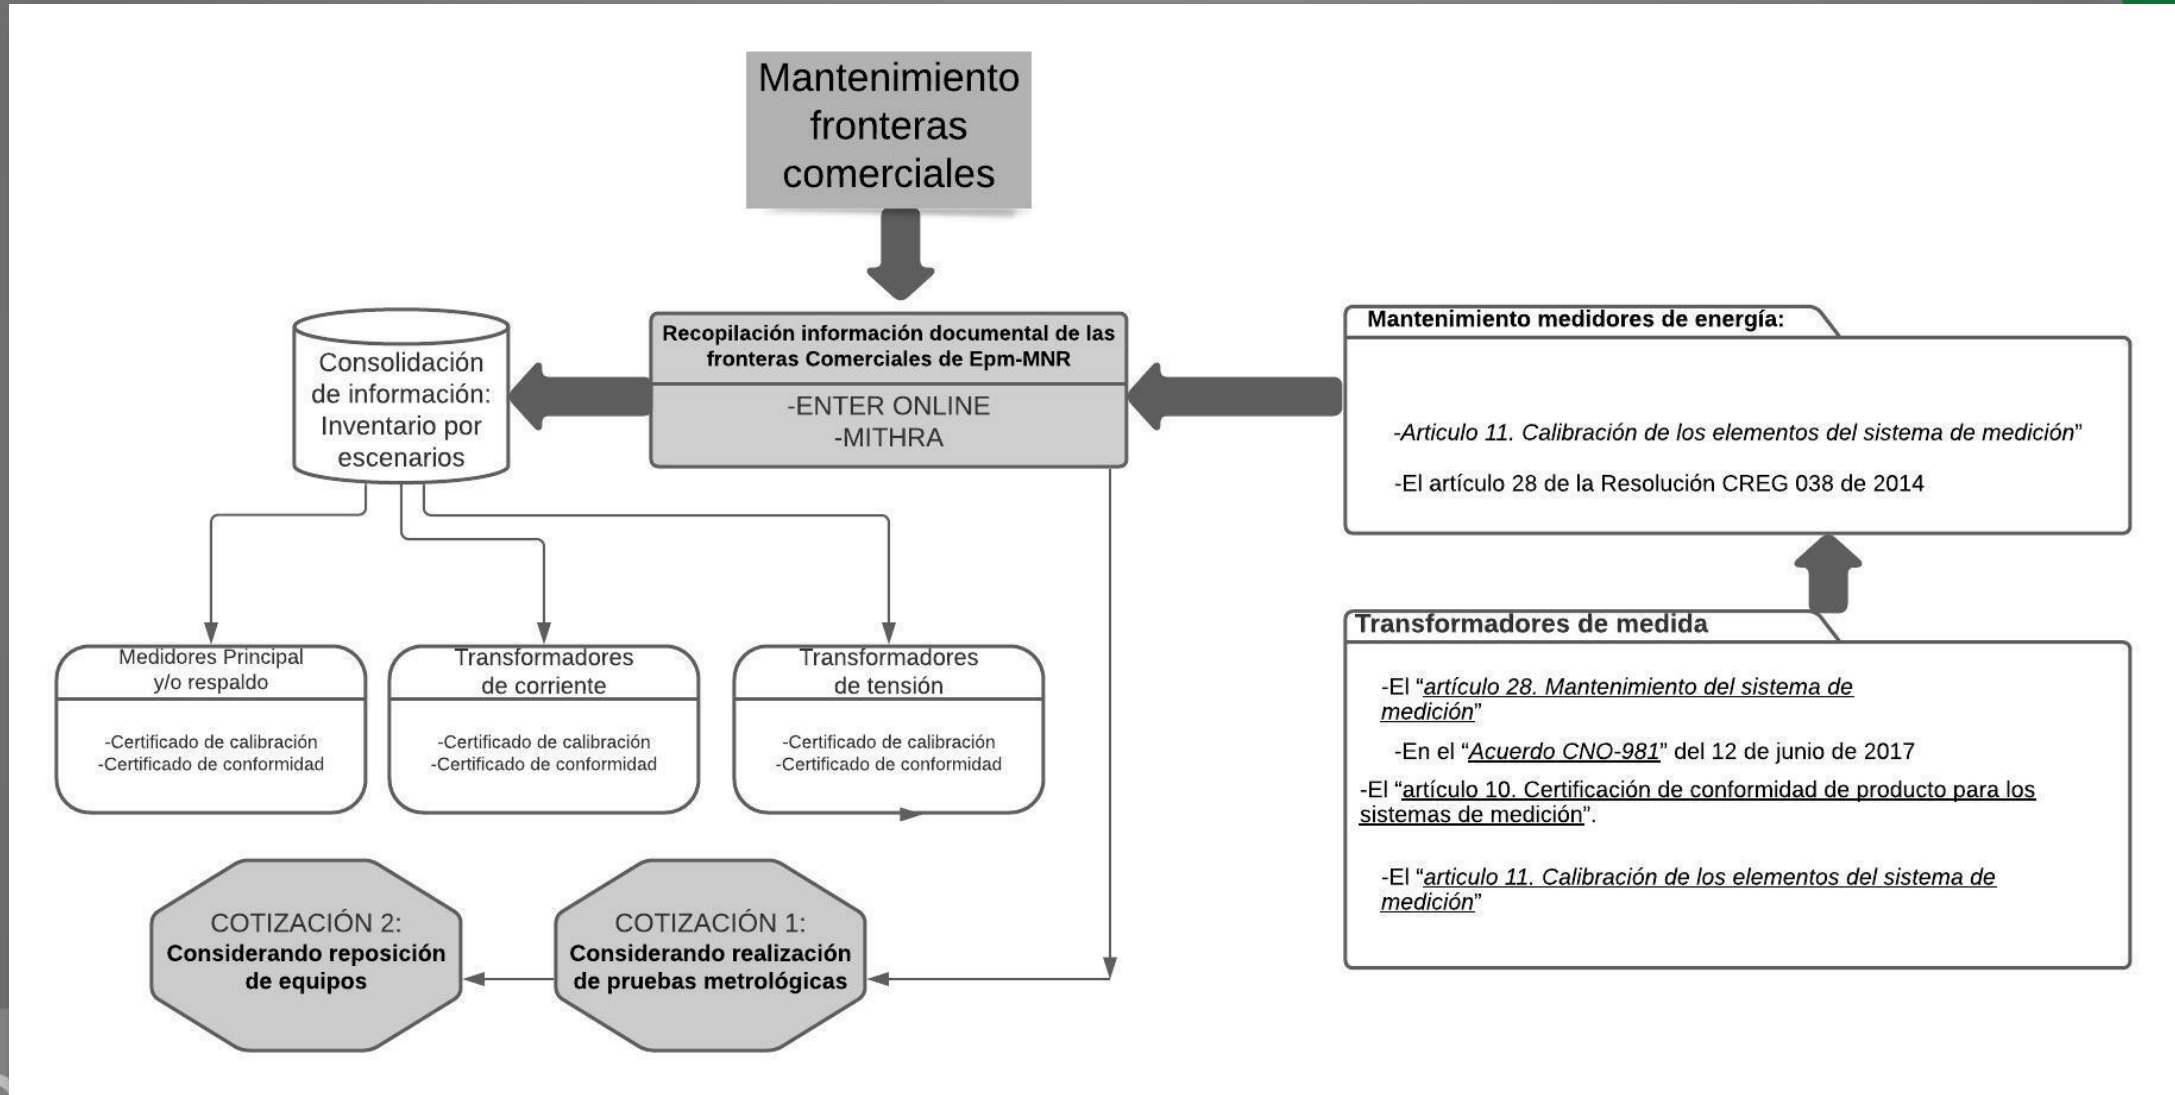 Mantenimiento
fronteras
comerciales
Recopilación información documental de las
fronteras Comerciales de Epm-MNR
-ENTER ONLINE
-MITHRA
Consolidación
de información:
Inventario por
escenarios
Mantenimiento medidores de energía:
-Articulo 11. Calibración de los elementos del sistema de medición”
-El artículo 28 de la Resolución CREG 038 de 2014
Transformadores de medida
-El “artículo 28. Mantenimiento del sistema de
medición”
-En el “Acuerdo CNO-981” del 12 de junio de 2017
-El “artículo 10. Certificación de conformidad de producto para los
sistemas de medición”.
-El “articulo 11. Calibración de los elementos del sistema de
medición”
Medidores Principal
y/o respaldo
-Certificado de calibración
-Certificado de conformidad
Transformadores
de corriente
-Certificado de calibración
-Certificado de conformidad
Transformadores
de tensión
-Certificado de calibración
-Certificado de conformidad
COTIZACIÓN 2:
Considerando reposición
de equipos
COTIZACIÓN 1:
Considerando realización
de pruebas metrológicas